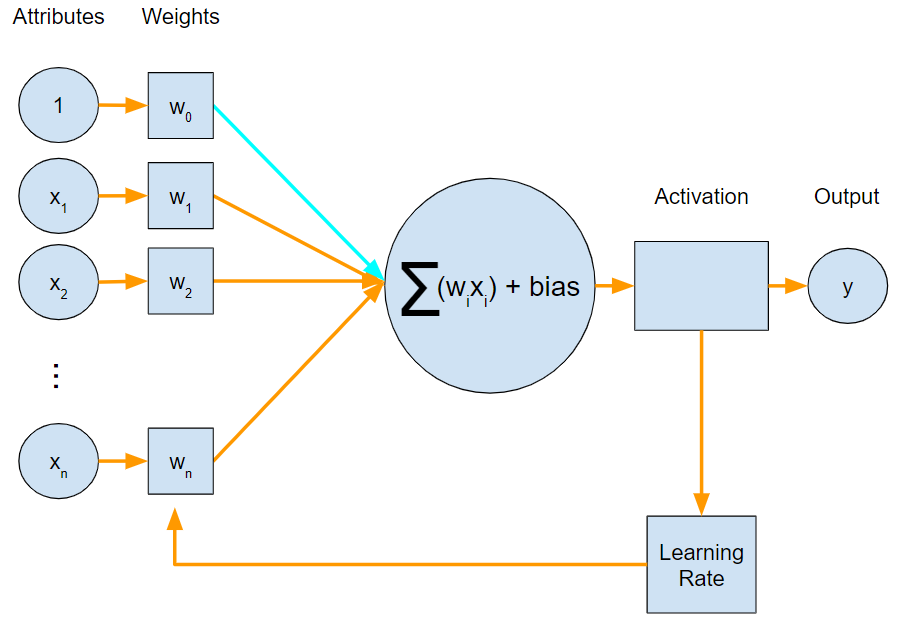 Attributes Weights
1 w0
x1 w1
x2 w2
⋮
xn wn
∑(wixi) + bias
Activation
Output
y
Learning
Rate